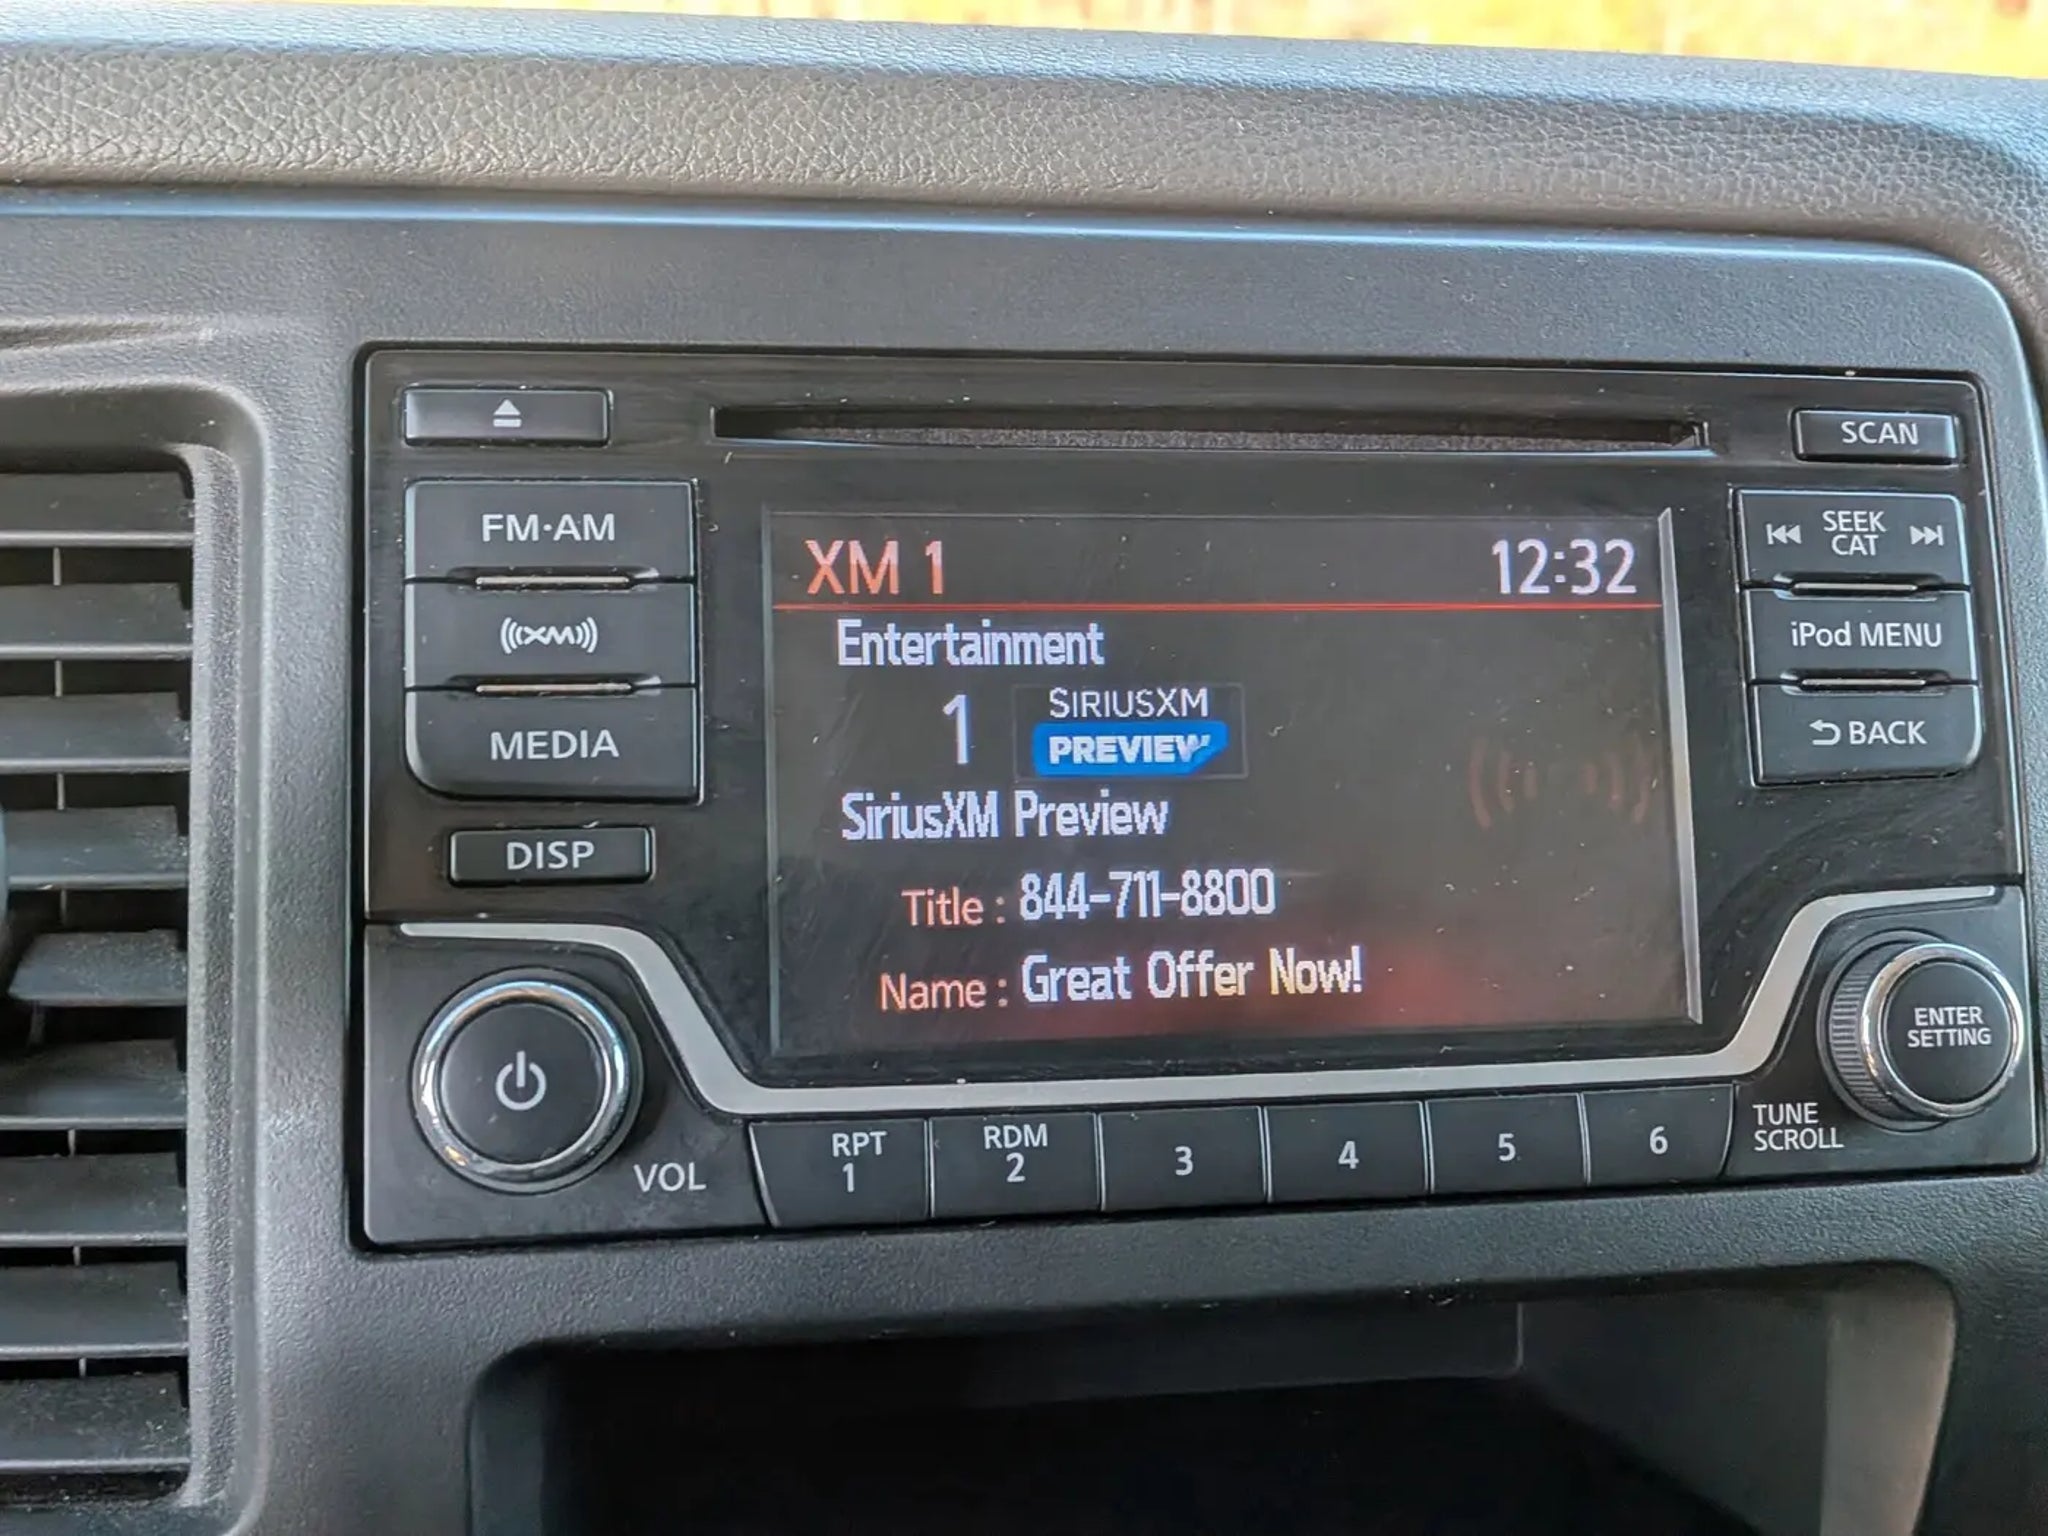 SCAN
FM·AM
XM
MEDIA
DISP
XM 1 12:32
Entertainment
1 SIRIUSXM
PREVIEW
SiriusXM Preview
Title : 844-711-8800
Name : Great Offer Now!
SEEK
CAT
iPod MENU
BACK
ENTER
SETTING
TUNE
SCROLL
VOL
RPT
1
RDM
2
3
4
5
6